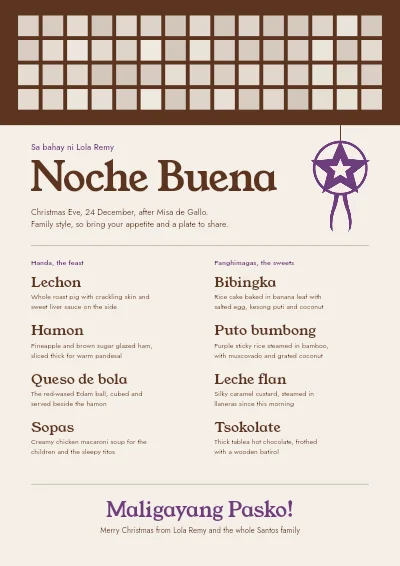 Sa bahay ni Lola Remy
Noche Buena
Christmas Eve, 24 December, after Misa de Gallo.
Family style, so bring your appetite and a plate to share.
Handa, the feast
Lechon
Whole roast pig with crackling skin and
sweet liver sauce on the side
Hamon
Pineapple and brown sugar glazed ham,
sliced thick for warm pandesal
Queso de bola
The red-waxed Edam ball, cubed and
served beside the hamon
Sopas
Creamy chicken macaroni soup for the
children and the sleepy titos
Panghimagas, the sweets
Bibingka
Rice cake baked in banana leaf with
salted egg, kesong puti and coconut
Puto bumbong
Purple sticky rice steamed in bamboo,
with muscovado and grated coconut
Leche flan
Silky caramel custard, steamed in
llaneras since this morning
Tsokolate
Thick tablea hot chocolate, frothed
with a wooden batirol
Maligayang Pasko!
Merry Christmas from Lola Remy and the whole Santos family